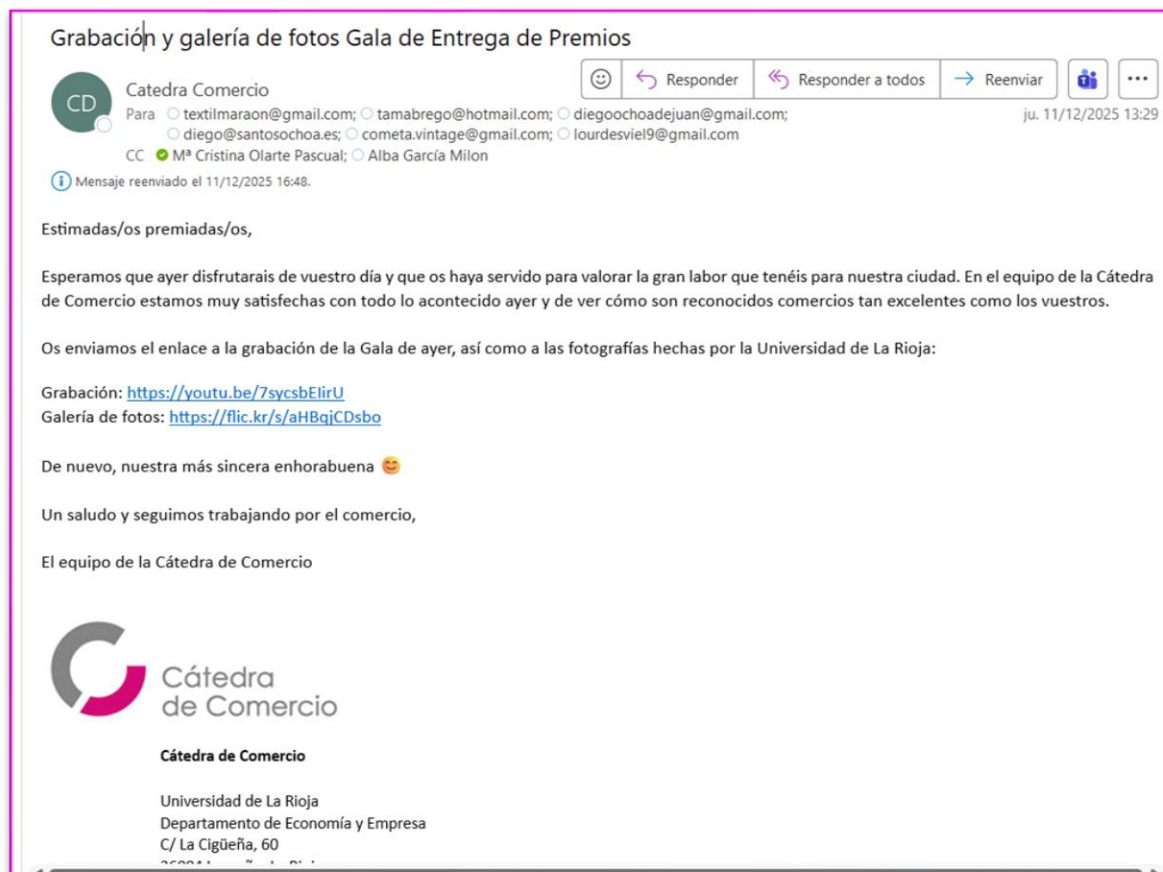 Grabación y galería de fotos Gala de Entrega de Premios
CD
Catedra Comercio
Responder
Responder a todos
Reenviar
Para textilmaraon@gmail.com; tamabrego@hotmail.com; diegoochoadejuan@gmail.com;
ju. 11/12/2025 13:29
diego@santosochoa.es; cometa.vintage@gmail.com; lourdesviel9@gmail.com
CC Mª Cristina Olarte Pascual; Alba García Milon
Mensaje reenviado el 11/12/2025 16:48.
Estimadas/os premiadas/os,
Esperamos que ayer disfrutarais de vuestro día y que os haya servido para valorar la gran labor que tenéis para nuestra ciudad. En el equipo de la Cátedra
de Comercio estamos muy satisfechas con todo lo acontecido ayer y de ver cómo son reconocidos comercios tan excelentes como los vuestros.
Os enviamos el enlace a la grabación de la Gala de ayer, así como a las fotografías hechas por la Universidad de La Rioja:
Grabación: https://youtu.be/7sycsbEIirU
Galería de fotos: https://flic.kr/s/aHBqjCDsbo
De nuevo, nuestra más sincera enhorabuena 😊
Un saludo y seguimos trabajando por el comercio,
El equipo de la Cátedra de Comercio
Cátedra
de Comercio
Cátedra de Comercio
Universidad de La Rioja
Departamento de Economía y Empresa
C/ La Cigüeña, 60